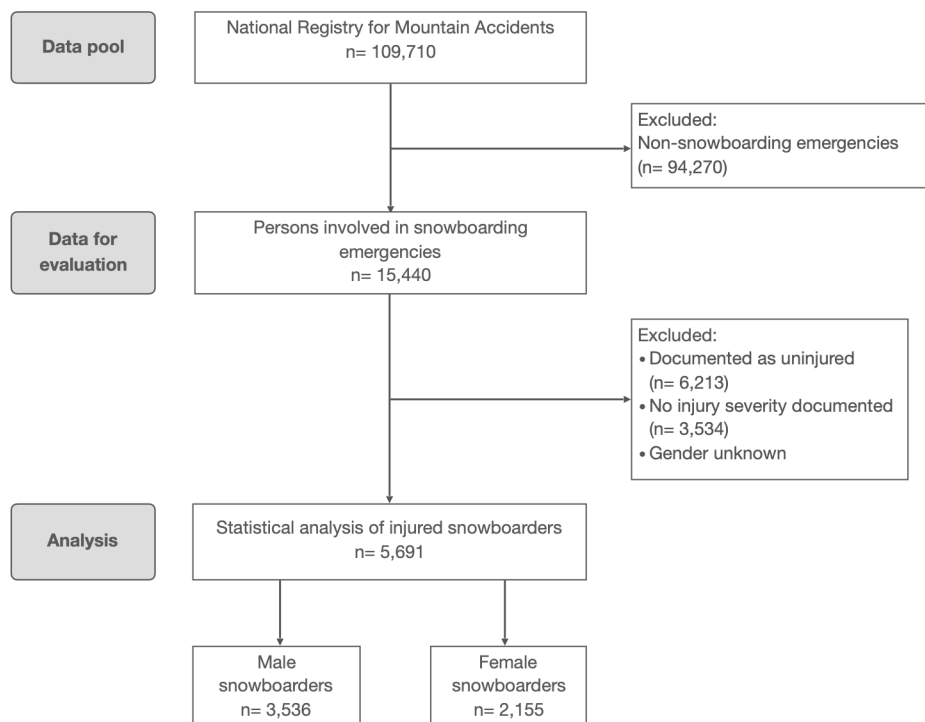 Data pool
National Registry for Mountain Accidents
n= 109,710
Excluded:
Non-snowboarding emergencies
(n= 94,270)
Data for
evaluation
Persons involved in snowboarding
emergencies
n= 15,440
Excluded:
• Documented as uninjured
(n= 6,213)
• No injury severity documented
(n= 3,534)
• Gender unknown
Analysis
Statistical analysis of injured snowboarders
n= 5,691
Male
snowboarders
n= 3,536
Female
snowboarders
n= 2,155